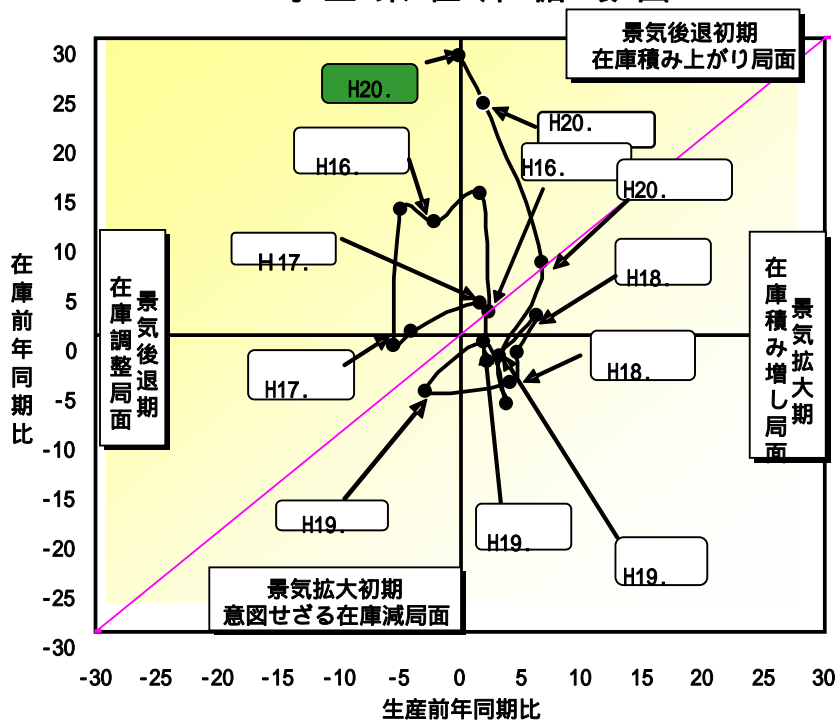 景気後退初期
在庫積み上がり局面
30
25
20
15
10
5
0
-5
-10
-15
-20
-25
-30
在庫前年同期比
H20.
H20.
H16.
H16.
H20.
H17.
H18.
H17.
H18.
H19.
H19.
H19.
景気後退期
在庫調整局面
景気拡大期
在庫積み増し局面
景気拡大初期
意図せざる在庫減局面
-30 -25 -20 -15 -10 -5 0 5 10 15 20 25 30
生産前年同期比